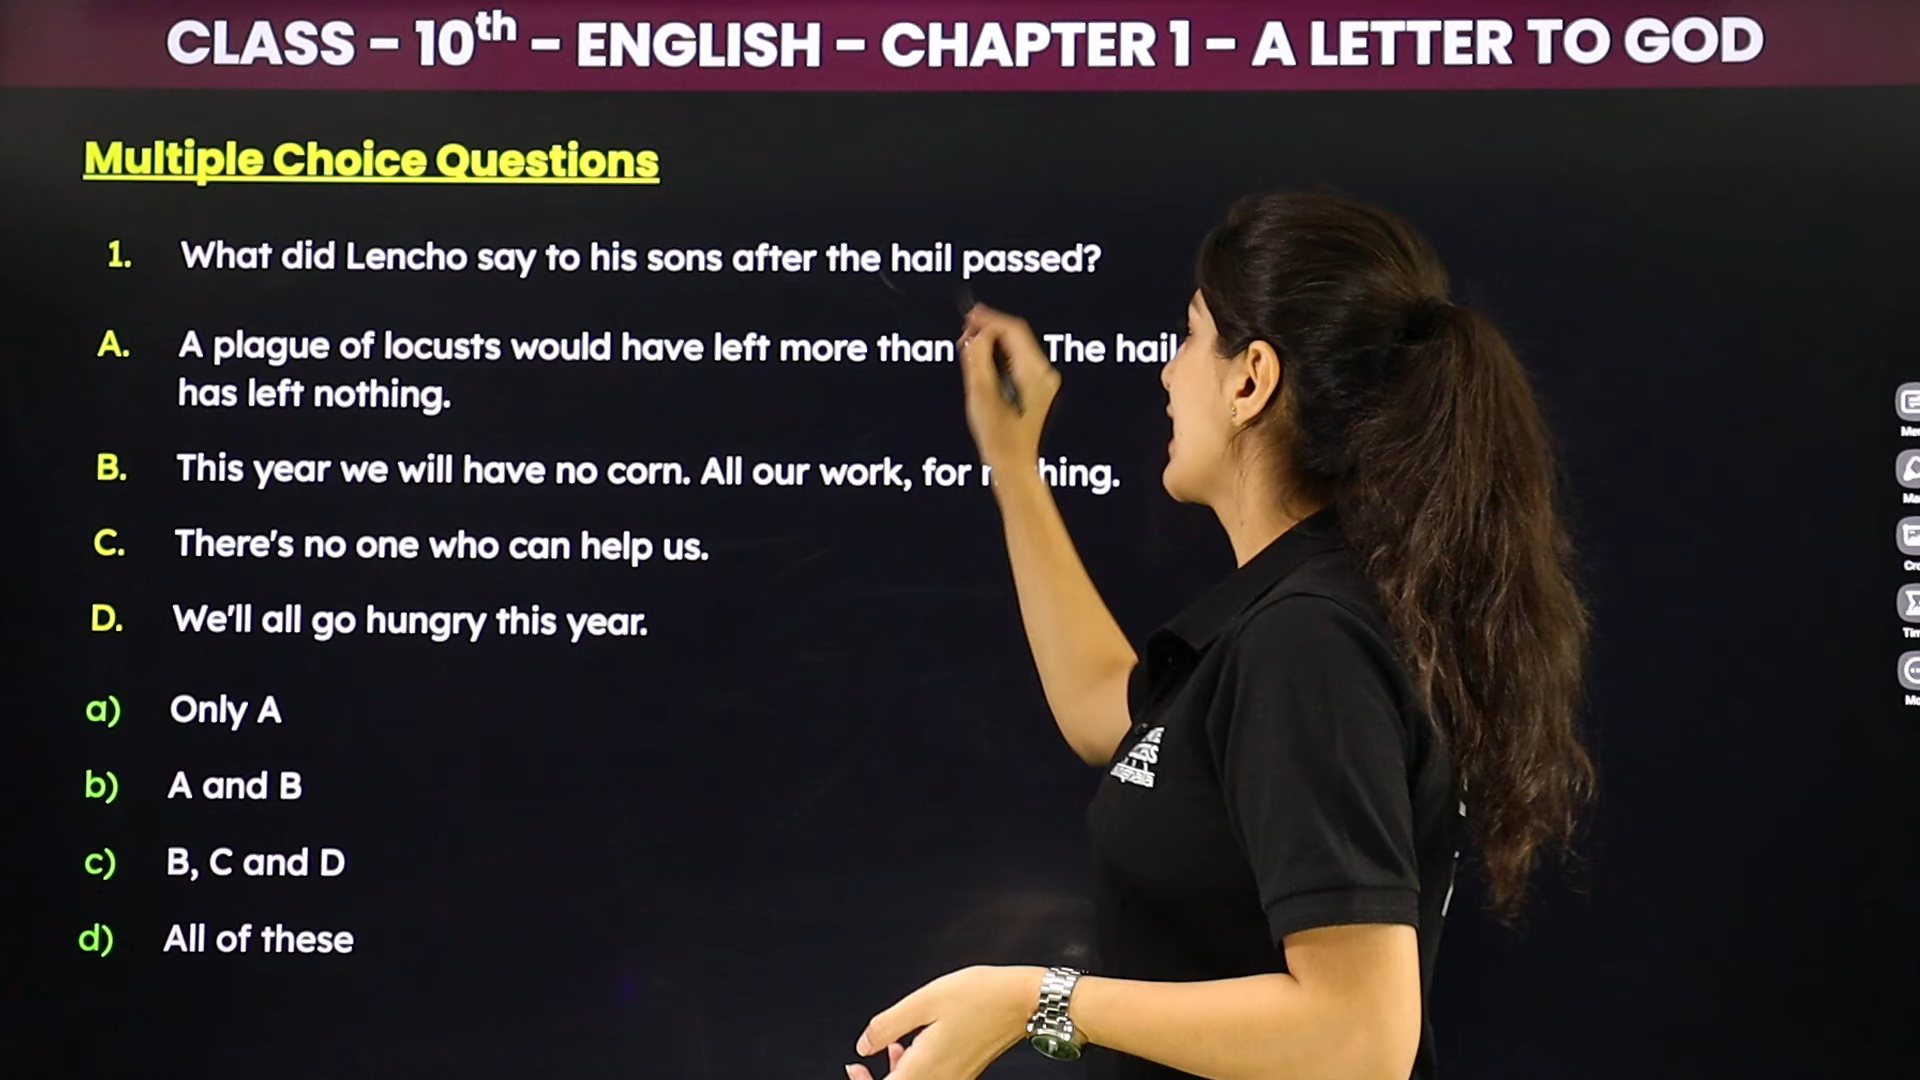 CLASS – 10th – ENGLISH – CHAPTER 1 – A LETTER TO GOD
Multiple Choice Questions
1. What did Lencho say to his sons after the hail passed?
A. A plague of locusts would have left more than The hail
has left nothing.
B. This year we will have no corn. All our work, for
C. There's no one who can help us.
D. We'll all go hungry this year.
a) Only A
b) A and B
c) B, C and D
d) All of these